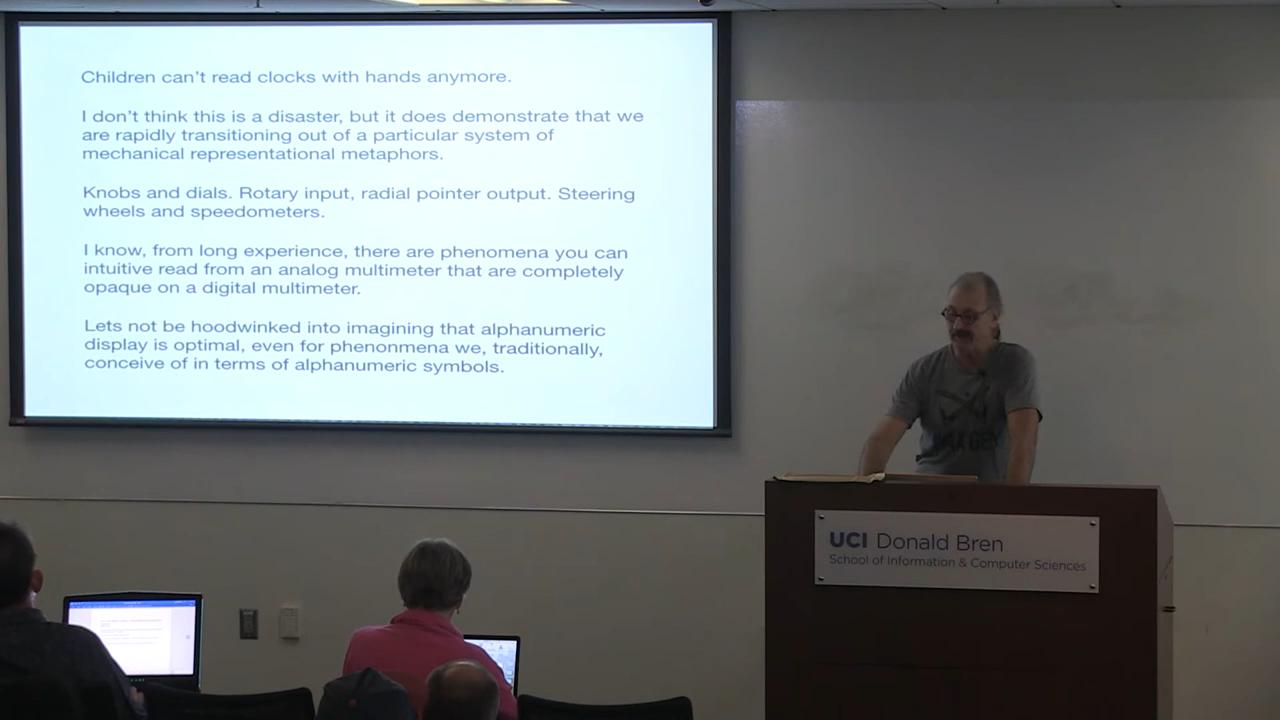 Children can't read clocks with hands anymore.
I don't think this is a disaster, but it does demonstrate that we
are rapidly transitioning out of a particular system of
mechanical representational metaphors.
Knobs and dials. Rotary input, radial pointer output. Steering
wheels and speedometers.
I know, from long experience, there are phenomena you can
intuitive read from an analog multimeter that are completely
opaque on a digital multimeter.
Lets not be hoodwinked into imagining that alphanumeric
display is optimal, even for phenonmena we, traditionally,
conceive of in terms of alphanumeric symbols.
UCI Donald Bren
School of Information & Computer Sciences